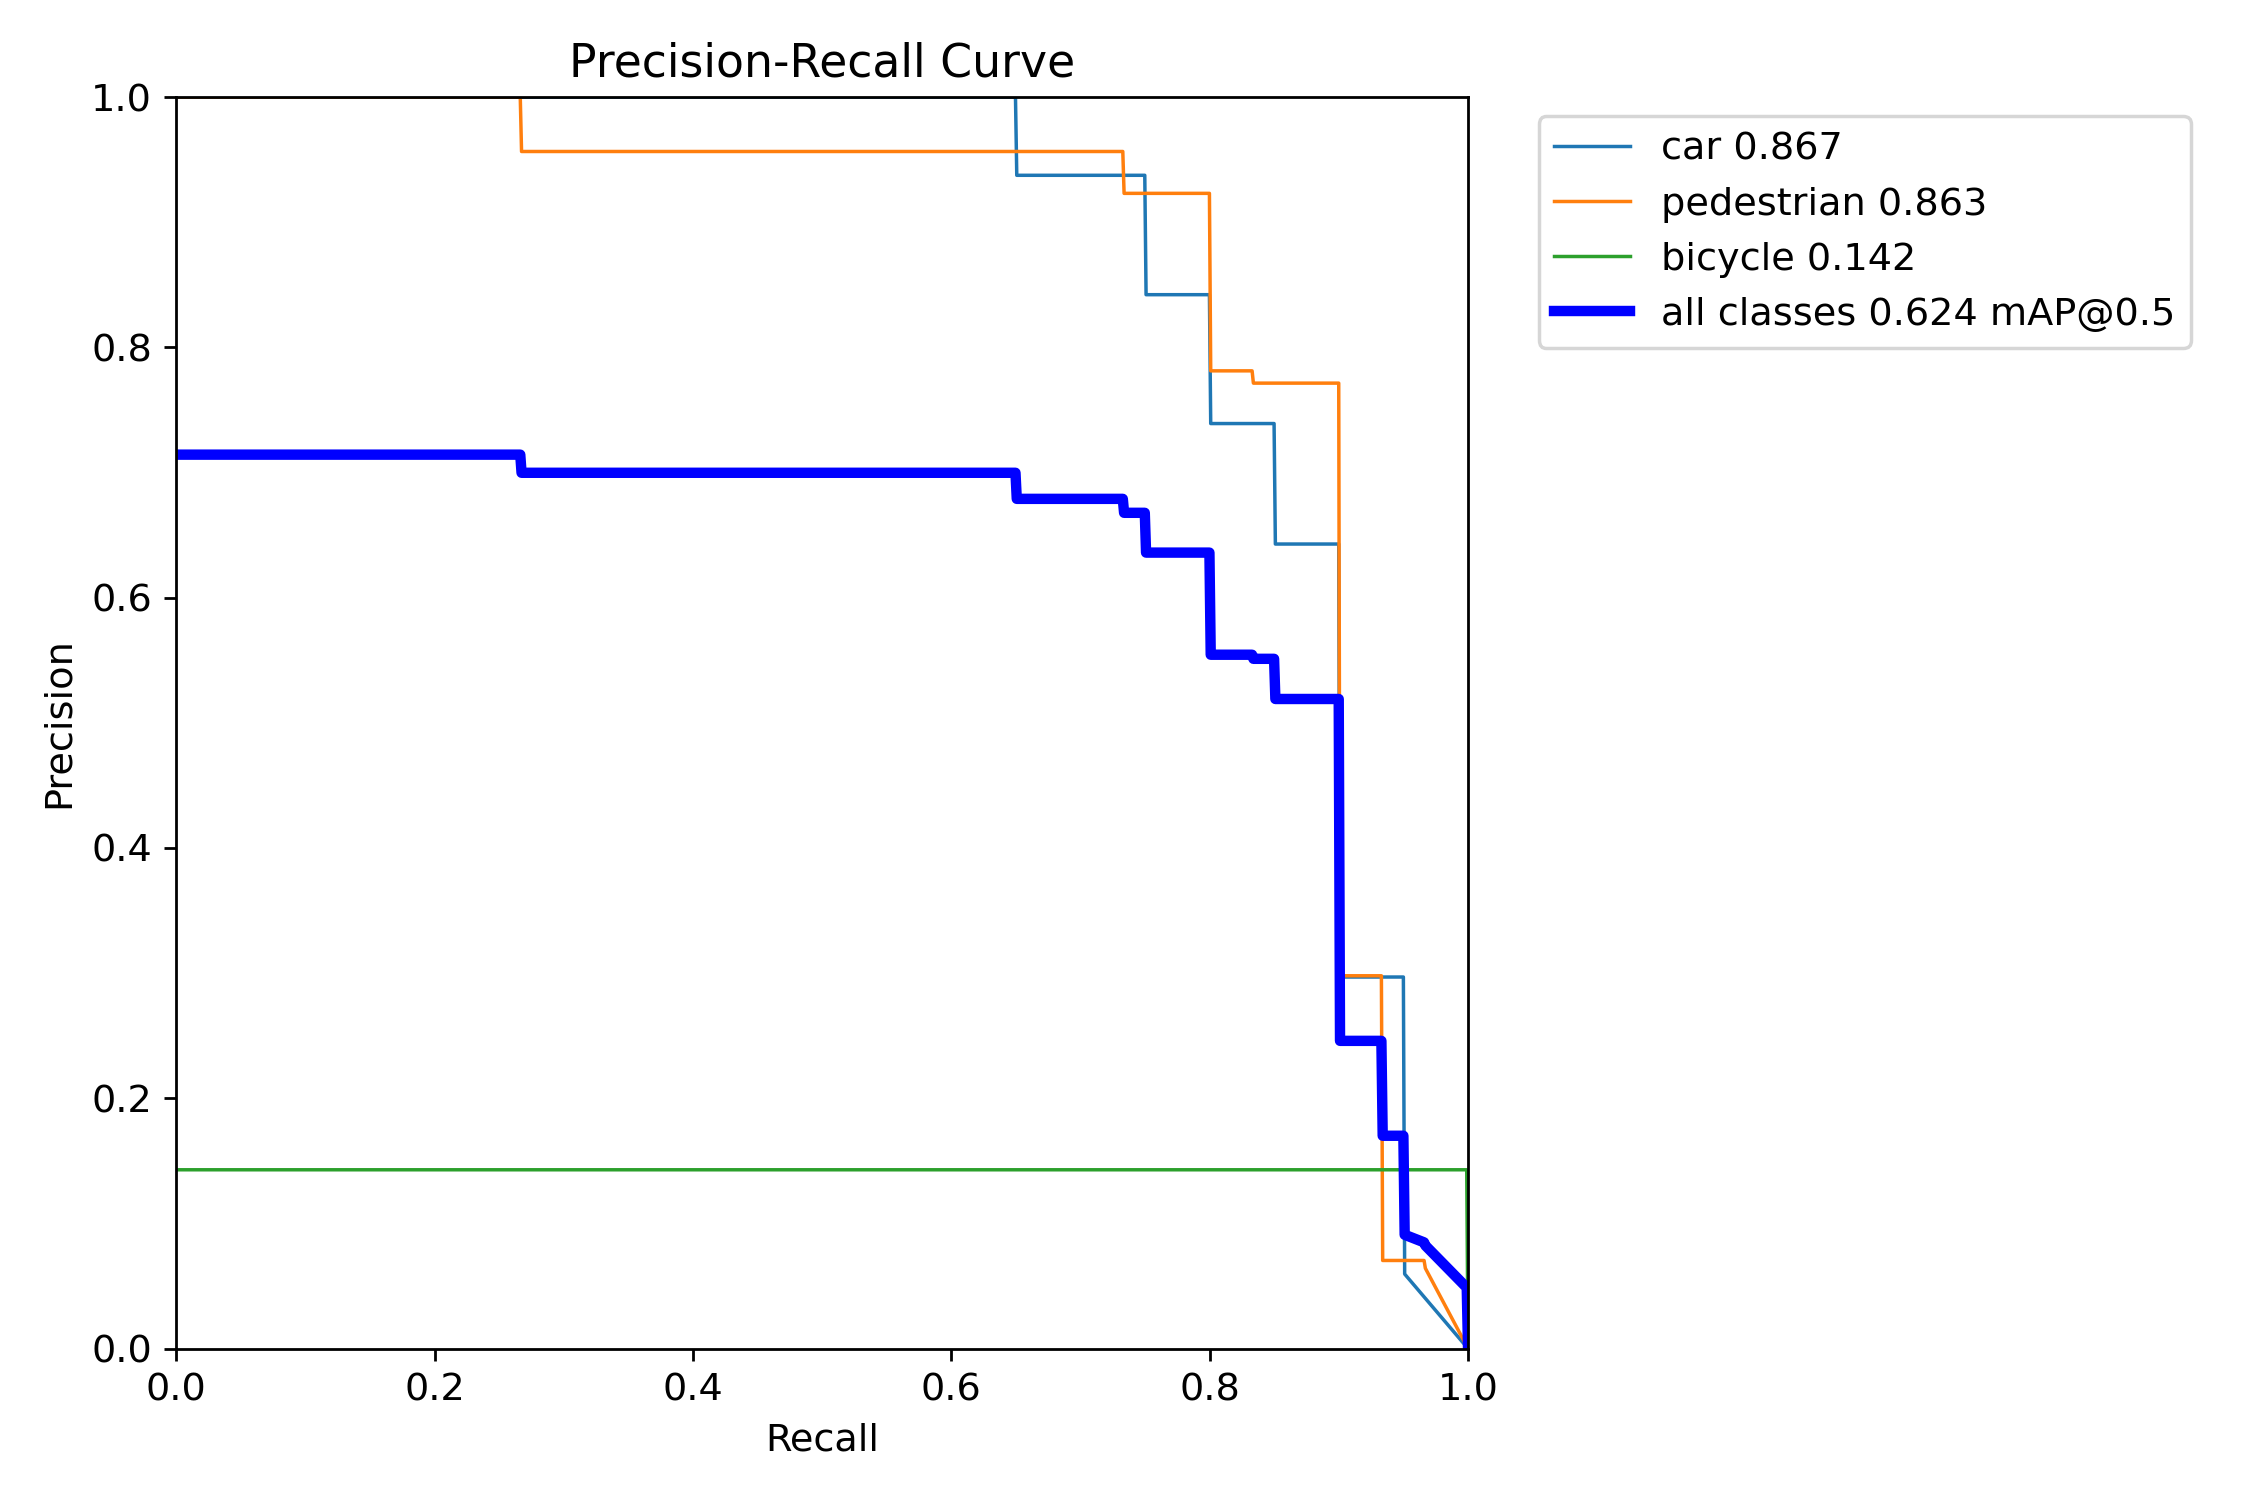 Precision-Recall Curve
1.0
0.8
0.6
0.4
0.2
0.0
Precision
0.0 0.2 0.4 0.6 0.8 1.0
Recall
car 0.867
pedestrian 0.863
bicycle 0.142
all classes 0.624 mAP@0.5